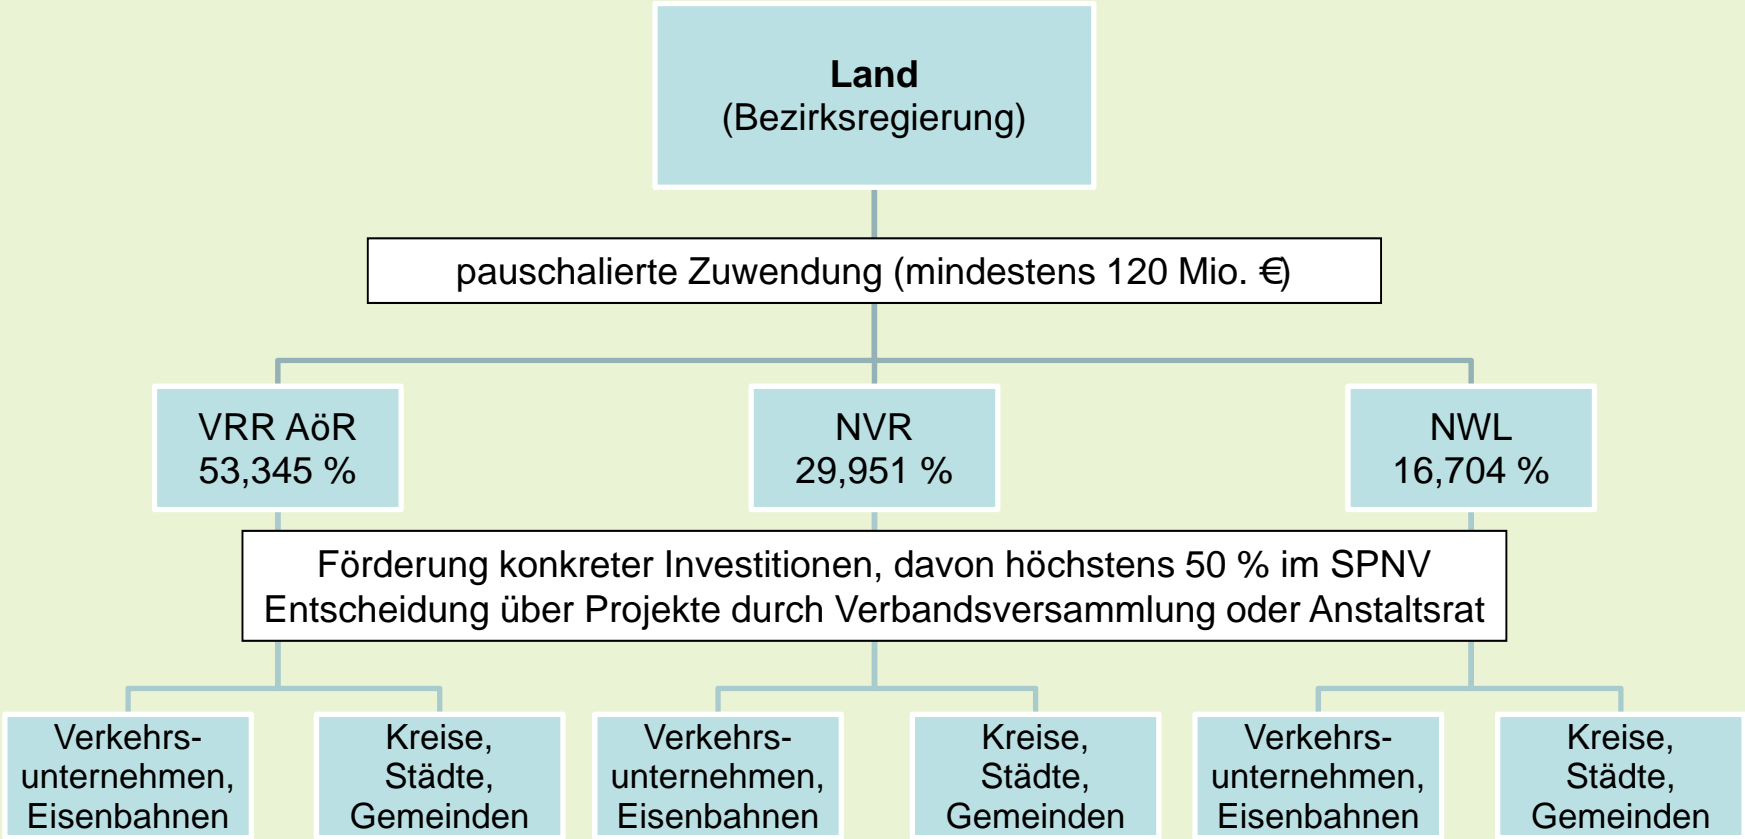 Land
(Bezirksregierung)
pauschalierte Zuwendung (mindestens 120 Mio. €)
VRR AöR
53,345 %
NVR
29,951 %
NWL
16,704 %
Förderung konkreter Investitionen, davon höchstens 50 % im SPNV
Entscheidung über Projekte durch Verbandsversammlung oder Anstaltsrat
Verkehrs-
unternehmen,
Eisenbahnen
Kreise,
Städte,
Gemeinden
Verkehrs-
unternehmen,
Eisenbahnen
Kreise,
Städte,
Gemeinden
Verkehrs-
unternehmen,
Eisenbahnen
Kreise,
Städte,
Gemeinden